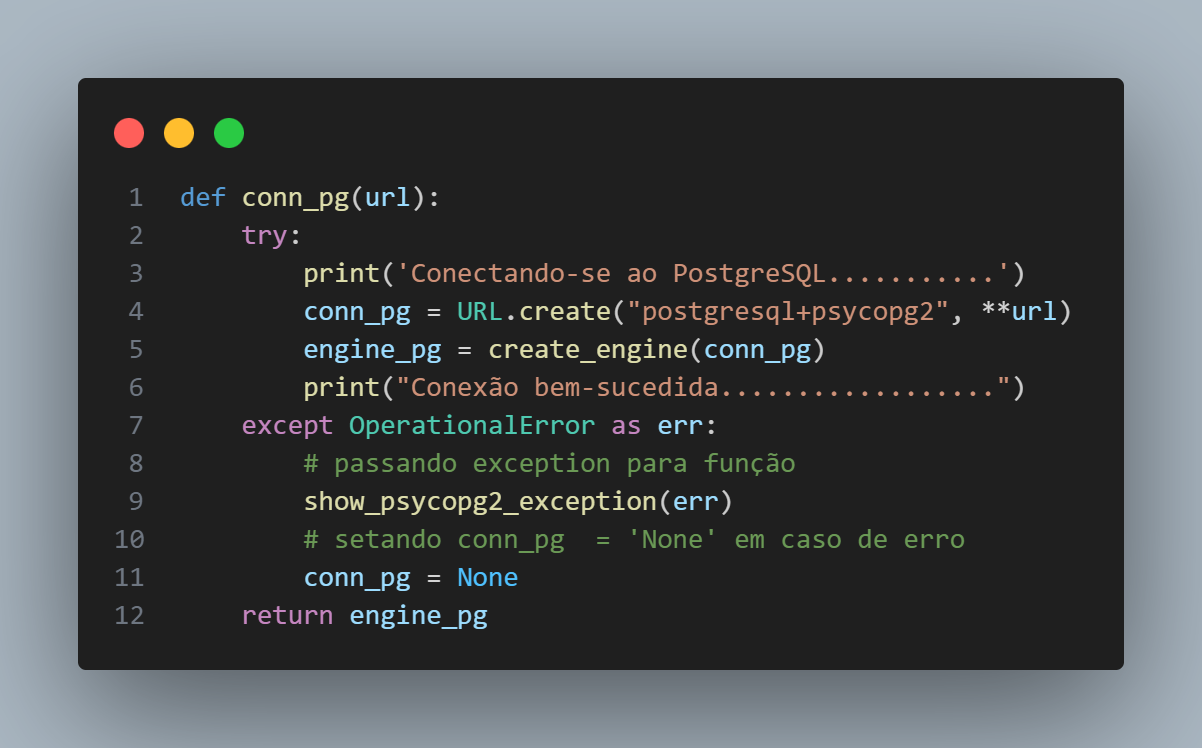 1 def conn_pg(url):
2     try:
3         print('Conectando-se ao PostgreSQL...........')
4         conn_pg = URL.create("postgresql+psycopg2", **url)
5         engine_pg = create_engine(conn_pg)
6         print("Conexão bem-sucedida..................")
7     except OperationalError as err:
8         # passando exception para função
9         show_psycopg2_exception(err)
10         # setando conn_pg  = 'None' em caso de erro
11         conn_pg = None
12     return engine_pg